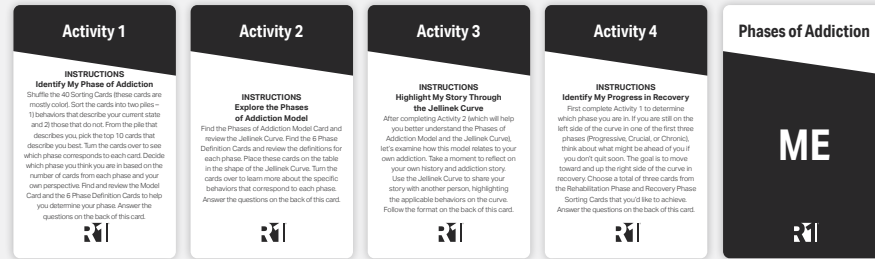 Activity 1
INSTRUCTIONS
Identify My Phase of Addiction
Shuffle the 40 Sorting Cards (these cards are
mostly color). Sort the cards into two piles –
1) behaviors that describe your current state
and 2) those that do not. From the pile that
describes you, pick the top 10 cards that
describe you best. Turn the cards over to see
which phase corresponds to each card. Decide
which phase you think you are in based on the
number of cards from each phase and your
own perspective. Find and review the Model
Card and the 6 Phase Definition Cards to help
you determine your phase. Answer the
questions on the back of this card.
R1
Activity 2
INSTRUCTIONS
Explore the Phases
of Addiction Model
Find the Phases of Addiction Model Card and
review the Jellinek Curve. Find the 6 Phase
Definition Cards and review the definitions for
each phase. Place these cards on the table
in the shape of the Jellinek Curve. Turn the
cards over to learn more about the specific
behaviors that correspond to each phase.
Answer the questions on the back of this card.
R1
Activity 3
INSTRUCTIONS
Highlight My Story Through
the Jellinek Curve
After completing Activity 2 (which will help
you better understand the Phases of
Addiction Model and the Jellinek Curve),
let's examine how this model relates to your
own addiction. Take a moment to reflect on
your own history and addiction story.
Use the Jellinek Curve to share your
story with another person, highlighting
the applicable behaviors on the curve.
Follow the format on the back of this card.
R1
Activity 4
INSTRUCTIONS
Identify My Progress in Recovery
First complete Activity 1 to determine
which phase you are in. If you are still on the
left side of the curve in one of the first three
phases (Progressive, Crucial, or Chronic),
think about what might be ahead of you if
you don't quit soon. The goal is to move
toward and up the right side of the curve in
recovery. Choose a total of three cards from
the Rehabilitation Phase and Recovery Phase
Sorting Cards that you'd like to achieve.
Answer the questions on the back of this card.
R1
Phases of Addiction
ME
R1